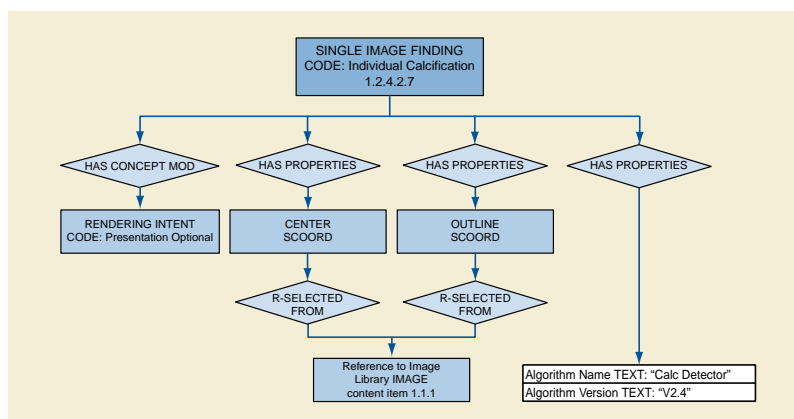 SINGLE IMAGE FINDING
CODE: Individual Calcification
1.2.4.2.7
HAS CONCEPT MOD
HAS PROPERTIES
HAS PROPERTIES
HAS PROPERTIES
RENDERING INTENT
CODE: Presentation Optional
CENTER
SCOORD
OUTLINE
SCOORD
R-SELECTED
FROM
R-SELECTED
FROM
Reference to Image
Library IMAGE
content item 1.1.1
Algorithm Name TEXT: “Calc Detector”
Algorithm Version TEXT: “V2.4”